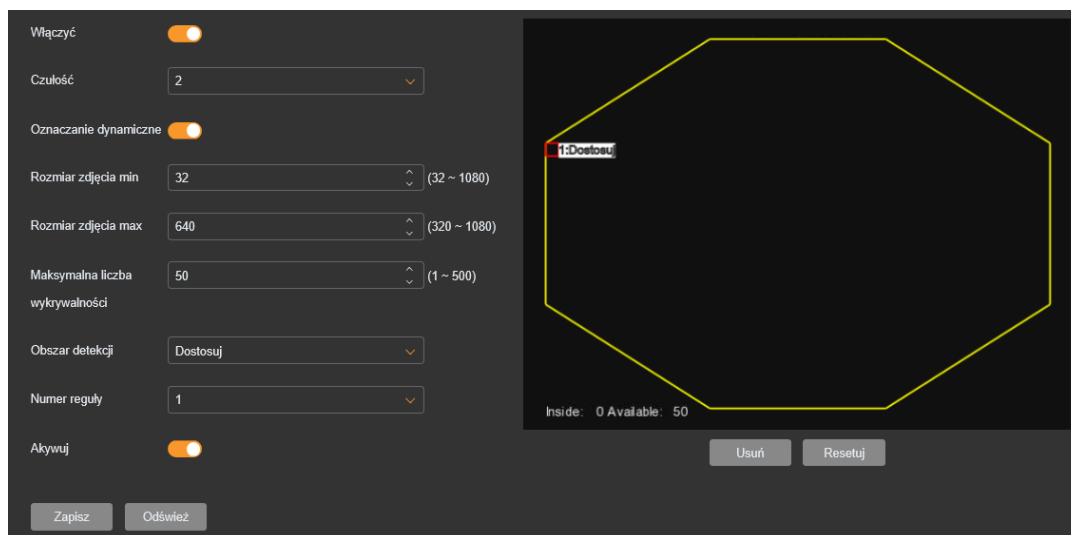 Włączyć
Czułość 2
Oznaczanie dynamiczne
Rozmiar zdjęcia min 32 (32 ~ 1080)
Rozmiar zdjęcia max 640 (320 ~ 1080)
Maksymalna liczba
wykrywalności 50 (1 ~ 500)
Obszar detekcji Dostosuj
Numer reguły 1
Akywuj
Zapisz Odśwież
1:Dostosuj
Inside: 0 Available: 50
Usuń Resetuj